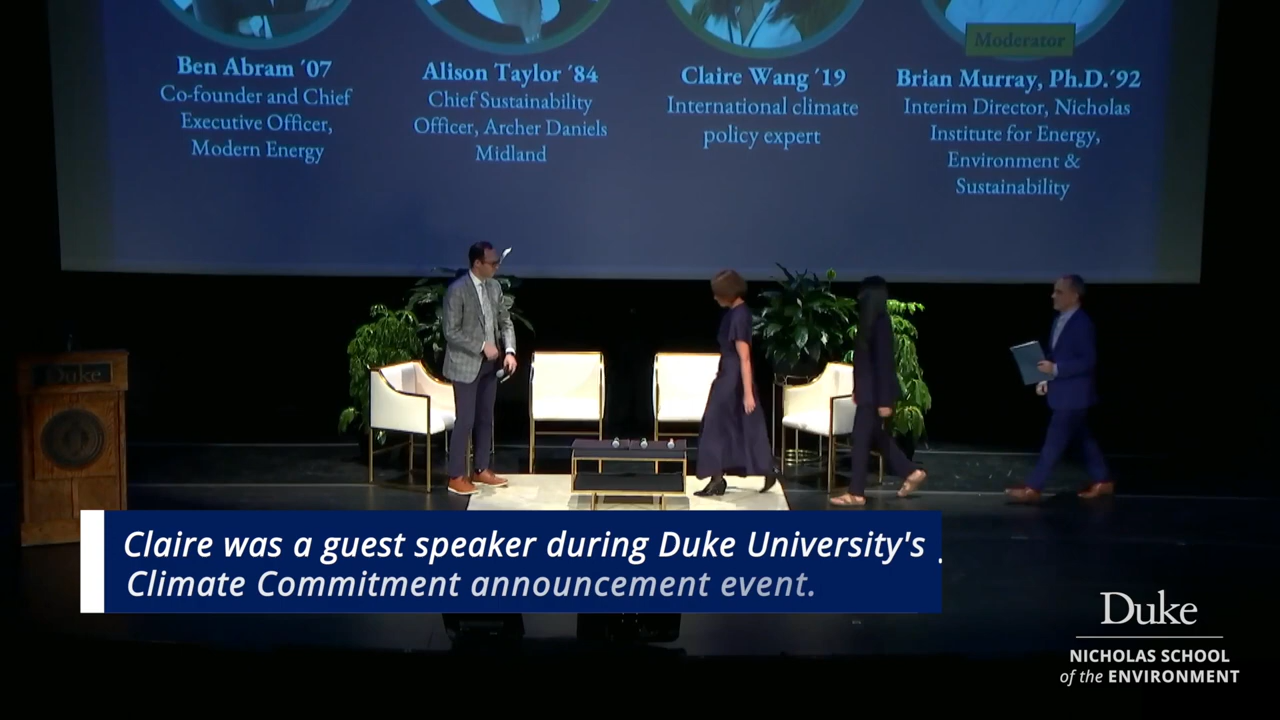 Moderator
Ben Abram ´07
Co-founder and Chief
Executive Officer,
Modern Energy
Alison Taylor ´84
Chief Sustainability
Officer, Archer Daniels
Midland
Claire Wang ´19
International climate
policy expert
Brian Murray, Ph.D.´92
Interim Director, Nicholas
Institute for Energy,
Environment &
Sustainability
Duke
Claire was a guest speaker during Duke University's
Climate Commitment announcement event.
Duke
NICHOLAS SCHOOL
of the ENVIRONMENT